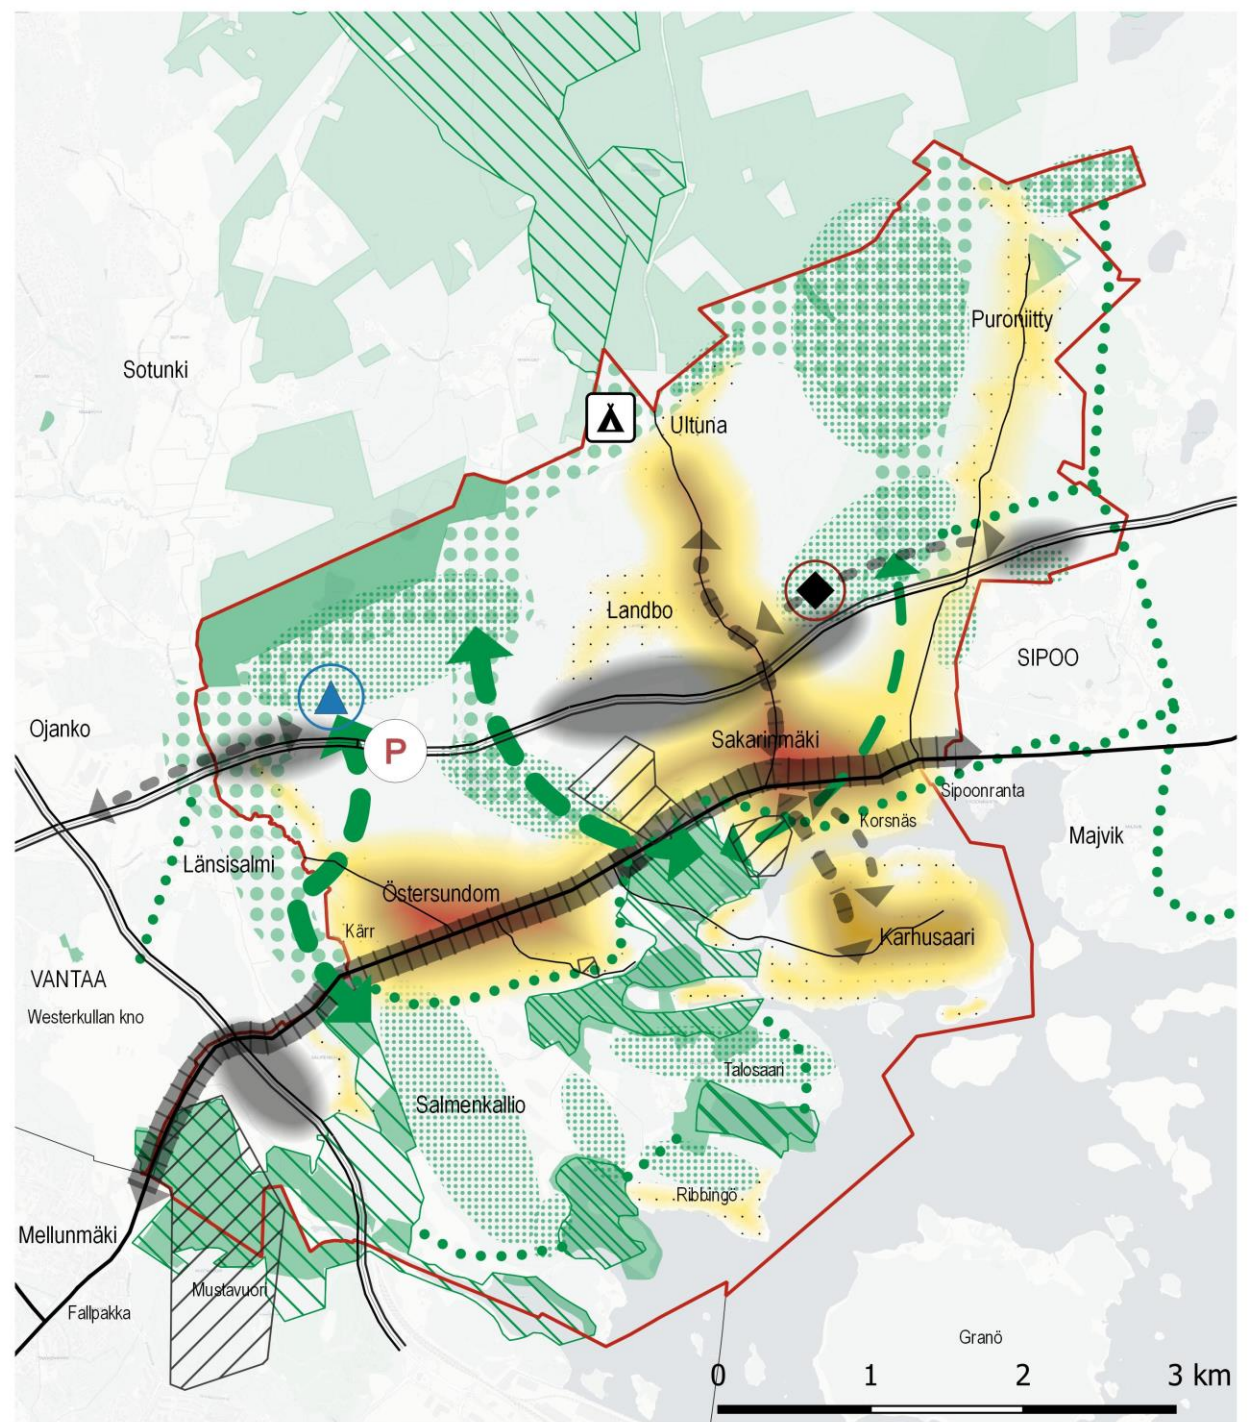 Puroniitty
Sotunki
Ultuna
Landbo
SIPOO
Ojanko
P
Sakarinmäki
Sipoonranta
Korsnäs
Majvik
Länsisalmi
Östersundom
Kärr
Karhusaari
VANTAA
Westerkullan kno
Talosaari
Salmenkallio
Ribbingö
Mellunmäki
Mustavuori
Fallpakka
Granö
0 1 2 3 km